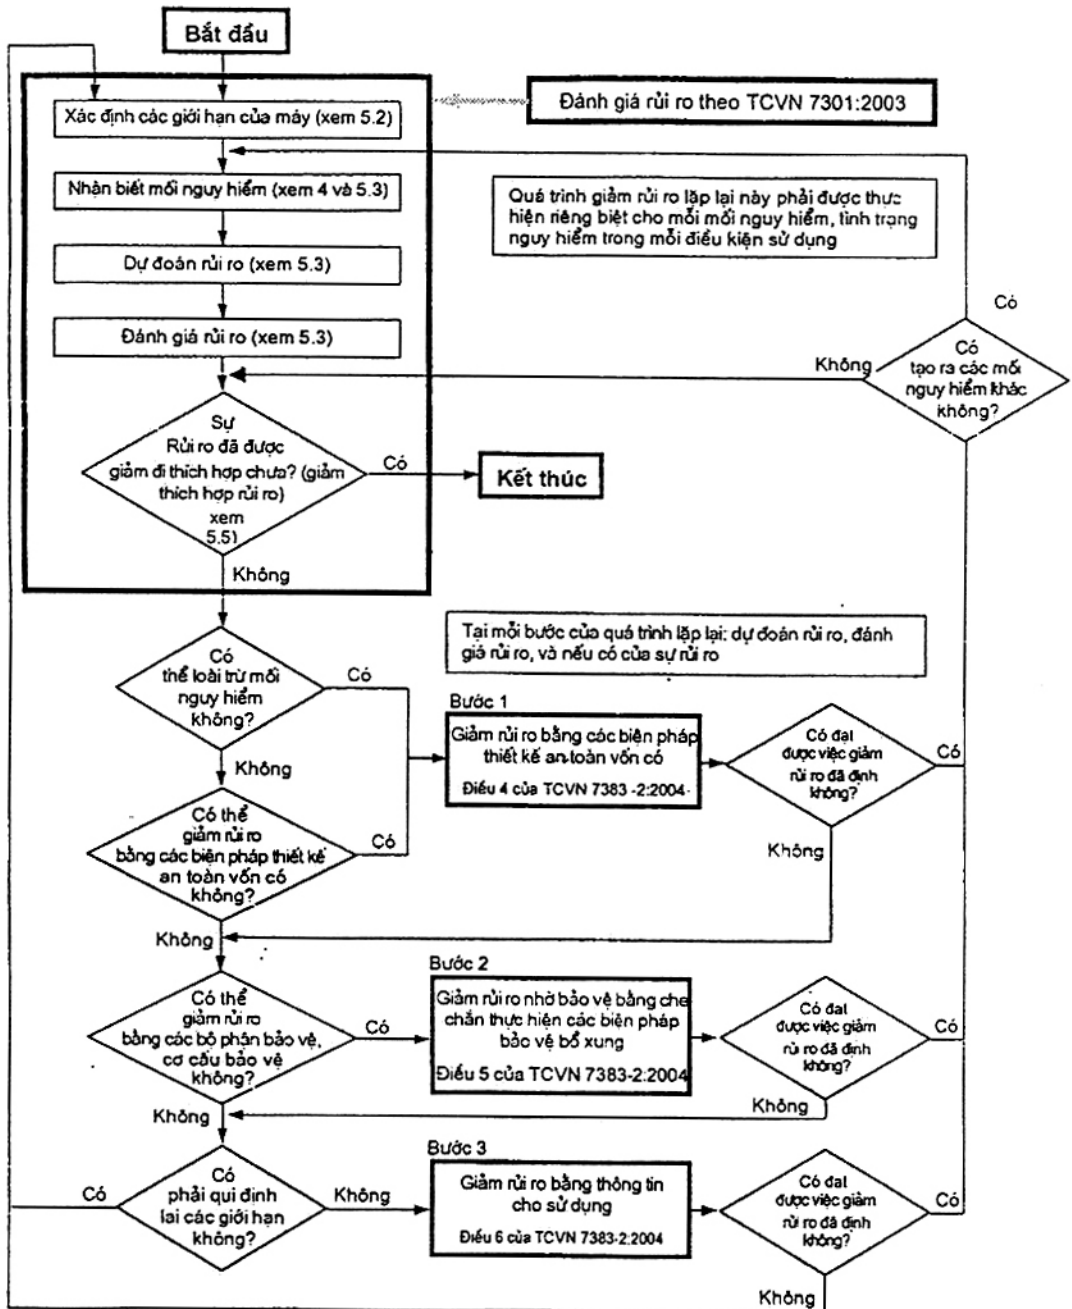 Bắt đầu
Đánh giá rủi ro theo TCVN 7301:2003
Xác định các giới hạn của máy (xem 5.2)
Nhận biết mối nguy hiểm (xem 4 và 5.3)
Quá trình giảm rủi ro lặp lại này phải được thực
hiện riêng biệt cho mỗi mối nguy hiểm, tình trạng
nguy hiểm trong mỗi điều kiện sử dụng
Dự đoán rủi ro (xem 5.3)
Đánh giá rủi ro (xem 5.3)
Có
Có
tạo ra các mối
nguy hiểm khác
không?
Không
Sự
Rủi ro đã được
giảm đi thích hợp chưa? (giảm
thích hợp rủi ro)
xem
5.5)
Có
Kết thúc
Không
Tại mỗi bước của quá trình lặp lại: dự đoán rủi ro, đánh
giá rủi ro, và nếu có của sự rủi ro
Có
thể loài trừ mối
nguy hiểm
không?
Có
Không
Bước 1
Giảm rủi ro bằng các biện pháp
thiết kế an toàn vốn có
Điều 4 của TCVN 7383 -2:2004
Có đạt
được việc giảm
rủi ro đã định
không?
Có
Không
Có thể
giảm rủi ro
bằng các biện pháp thiết kế
an toàn vốn có
không?
Có
Không
Bước 2
Giảm rủi ro nhờ bảo vệ bằng che
chắn thực hiện các biện pháp
bảo vệ bổ xung
Điều 5 của TCVN 7383-2:2004
Có thể
giảm rủi ro
bằng các bộ phận bảo vệ,
cơ cấu bảo vệ
không?
Có
Có đạt
được việc giảm
rủi ro đã định
không?
Có
Không
Không
Bước 3
Giảm rủi ro bằng thông tin
cho sử dụng
Điều 6 của TCVN 7383-2:2004
Có
phải qui định
lại các giới hạn
không?
Có
Không
Có đạt
được việc giảm
rủi ro đã định
không?
Có
Không